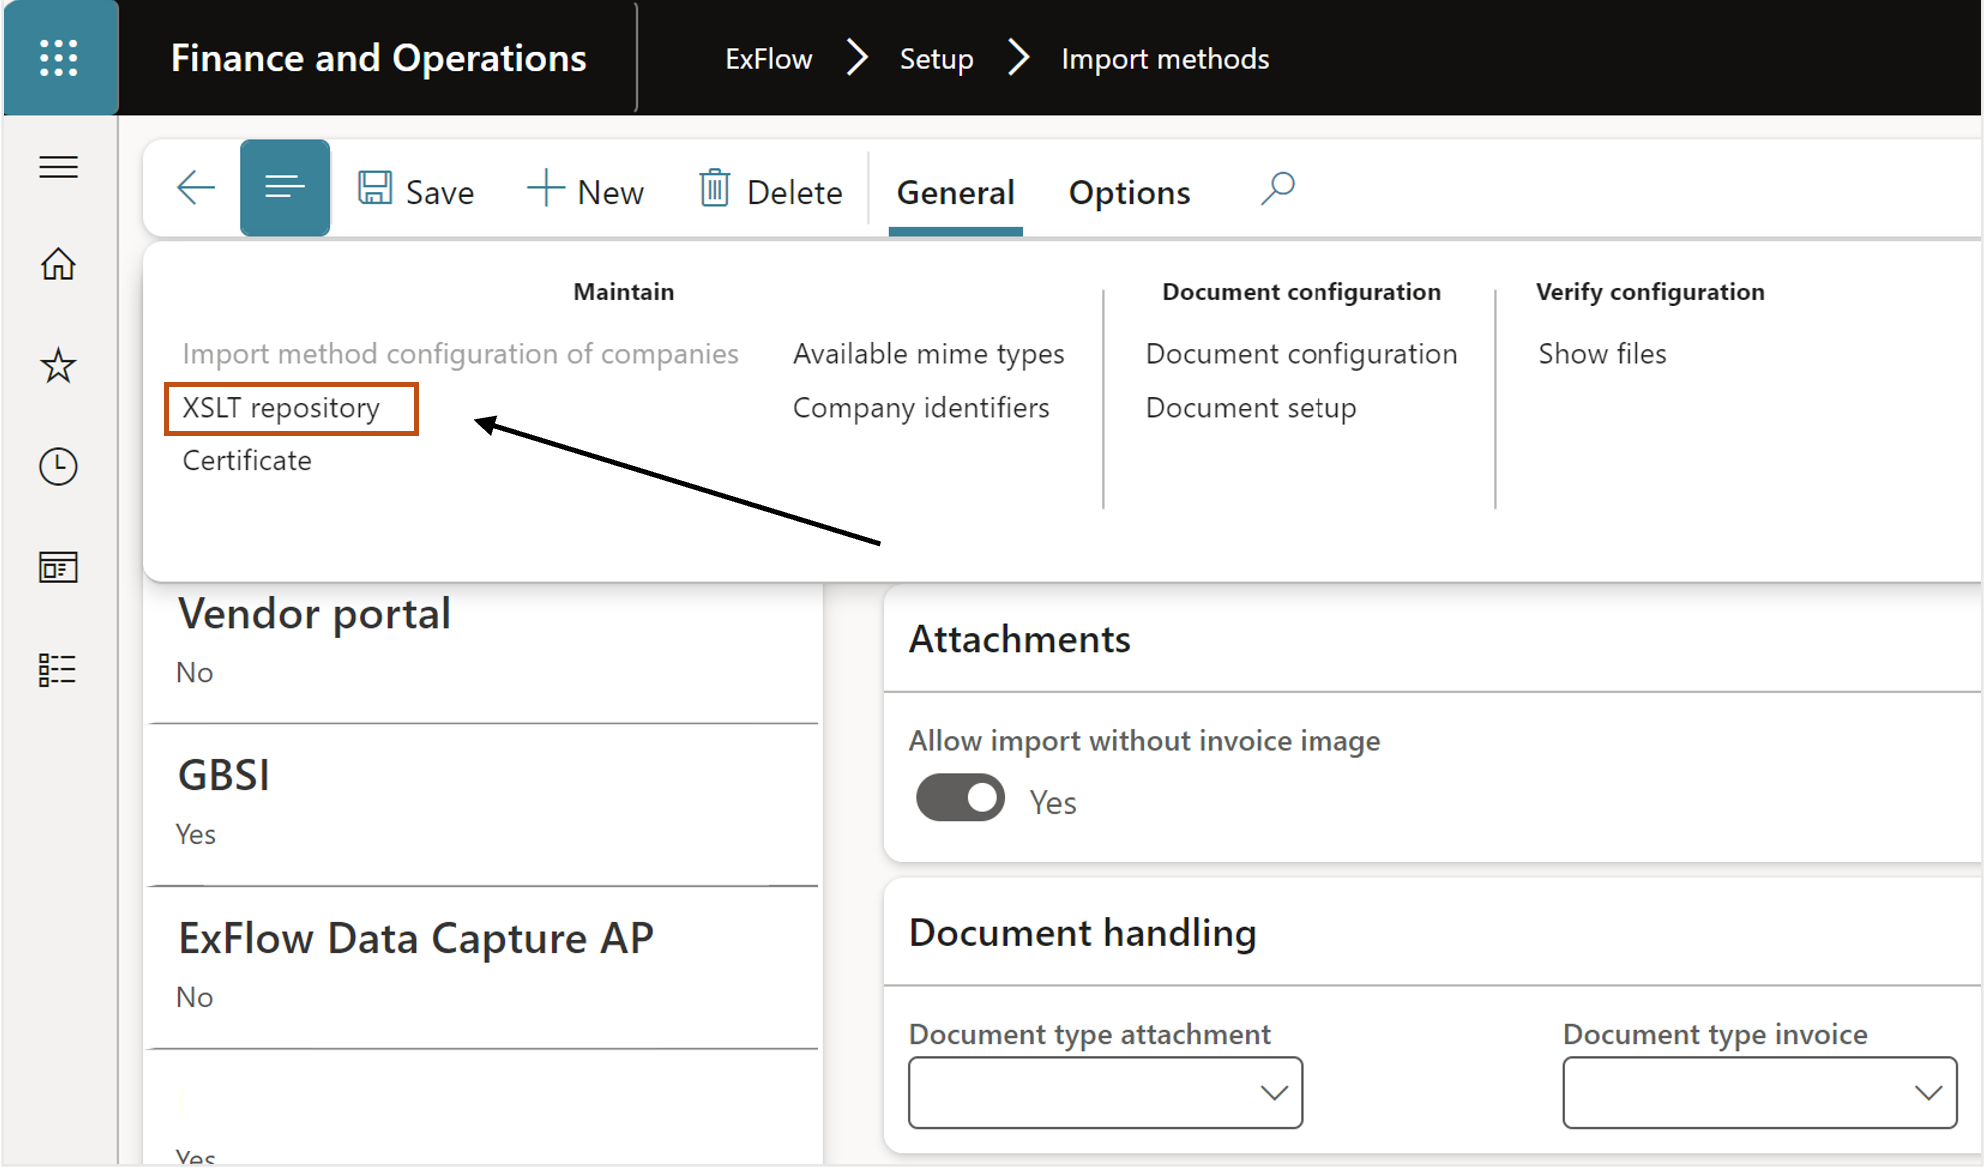 Finance and Operations
ExFlow
Setup
Import methods
Save
New
Delete
General
Options
Maintain
Import method configuration of companies
XSLT repository
Certificate
Available mime types
Company identifiers
Document configuration
Document configuration
Document setup
Verify configuration
Show files
Vendor portal
No
GBSI
Yes
ExFlow Data Capture AP
No
Yes
Attachments
Allow import without invoice image
Yes
Document handling
Document type attachment
Document type invoice